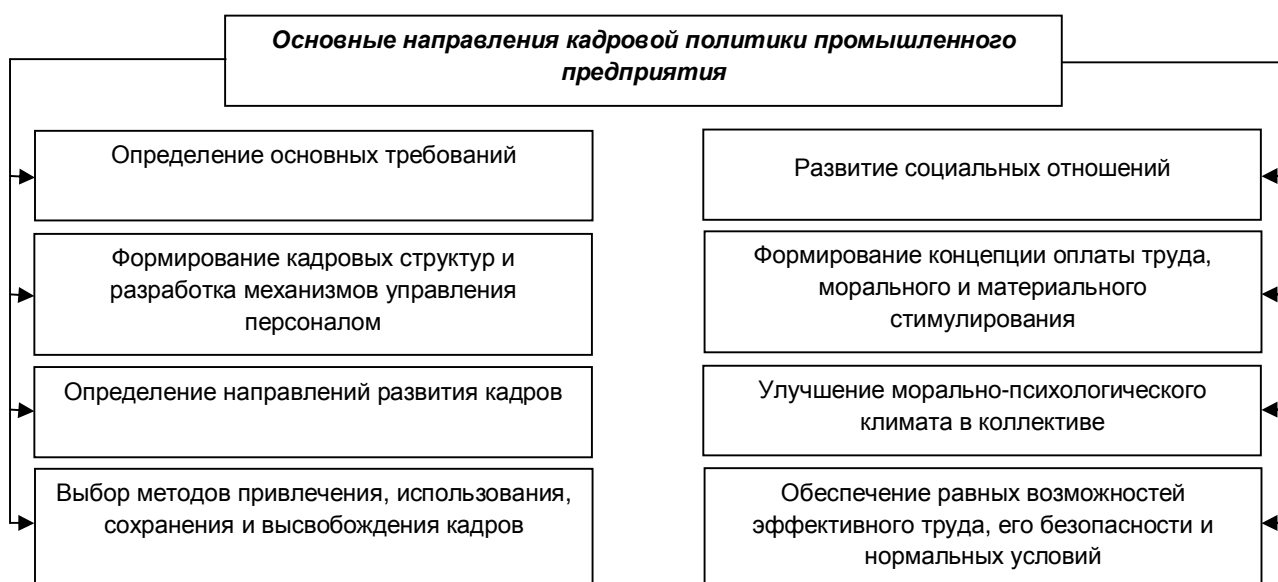 Основные направления кадровой политики промышленного
предприятия
Определение основных требований
Формирование кадровых структур и
разработка механизмов управления
персоналом
Определение направлений развития кадров
Выбор методов привлечения, использования,
сохранения и высвобождения кадров
Развитие социальных отношений
Формирование концепции оплаты труда,
морального и материального
стимулирования
Улучшение морально-психологического
климата в коллективе
Обеспечение равных возможностей
эффективного труда, его безопасности и
нормальных условий